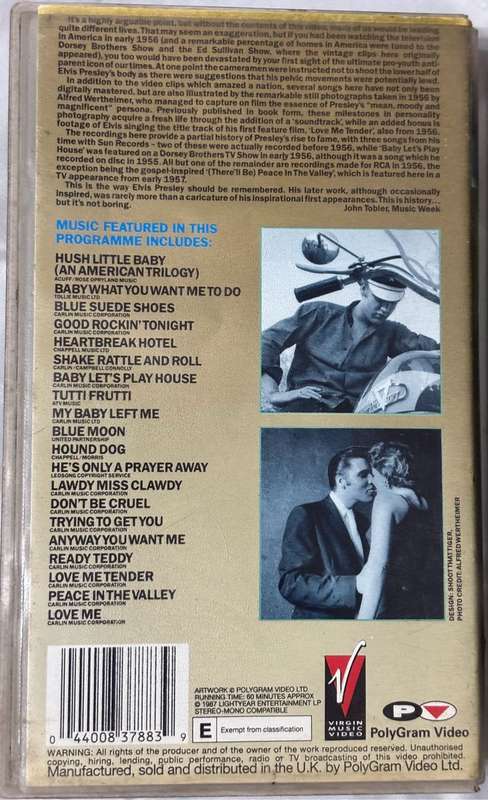 It's a highly arguable point, but without the contents of this video, many of us would be leading
quite different lives. That may seem an exaggeration, but if you had been watching the television
in America in early 1956 (and a remarkable percentage of homes in America were tuned to the
Dorsey Brothers Show and the Ed Sullivan Show, where the vintage clips here originally
appeared), you too would have been devastated by your first sight of the ultimate pro-youth anti-
parent icon of our times. At one point the cameramen were instructed not to shoot the lower half of
Elvis Presley's body as there were suggestions that his pelvic movements were potentially lewd.
In addition to the video clips which amazed a nation, several songs here have not only been
digitally mastered, but are also illustrated by the remarkable still photographs taken in 1956 by
Alfred Wertheimer, who managed to capture on film the essence of Presley's "mean, moody and
magnificent" persona. Previously published in book form, these milestones in personality
photography acquire a fresh life through the addition of a 'soundtrack', while an added bonus is
footage of Elvis singing the title track of his first feature film, 'Love Me Tender', also from 1956.
The recordings here provide a partial history of Presley's rise to fame, with three songs from his
time with Sun Records – two of these were actually recorded before 1956, while 'Baby Let's Play
House' was featured on a Dorsey Brothers TV Show in early 1956, although it was a song which he
recorded on disc in 1955. All but one of the remainder are recordings made for RCA in 1956, the
exception being the gospel-inspired '(There'll Be) Peace In The Valley', which is featured here in a
TV appearance from early 1957.
This is the way Elvis Presley should be remembered. His later work, although occasionally
inspired, was rarely more than a caricature of his inspirational first appearances. This is history...
but it's not boring.
John Tobler, Music Week
MUSIC FEATURED IN THIS
PROGRAMME INCLUDES:
HUSH LITTLE BABY
(AN AMERICAN TRILOGY)
ACUFF/ROSE OPRYLAND MUSIC
BABY WHAT YOU WANT ME TO DO
TOLLIE MUSIC LTD
BLUE SUEDE SHOES
CARLIN MUSIC CORPORATION
GOOD ROCKIN' TONIGHT
CARLIN MUSIC CORPORATION
HEARTBREAK HOTEL
CHAPPELL MUSIC LTD
SHAKE RATTLE AND ROLL
CARLIN/CAMPBELL CONNOLLY
BABY LET'S PLAY HOUSE
CARLIN MUSIC CORPORATION
TUTTI FRUTTI
ATV MUSIC
MY BABY LEFT ME
CARLIN MUSIC LTD
BLUE MOON
UNITED PARTNERSHIP
HOUND DOG
CHAPPELL/MORRIS
HE'S ONLY A PRAYER AWAY
LEOSONG COPYRIGHT SERVICE
LAWDY MISS CLAWDY
CARLIN MUSIC CORPORATION
DON'T BE CRUEL
CARLIN MUSIC CORPORATION
TRYING TO GET YOU
CARLIN MUSIC CORPORATION
ANYWAY YOU WANT ME
CARLIN MUSIC CORPORATION
READY TEDDY
CARLIN MUSIC CORPORATION
LOVE ME TENDER
CARLIN MUSIC CORPORATION
PEACE IN THE VALLEY
CARLIN MUSIC CORPORATION
LOVE ME
CARLIN MUSIC CORPORATION
DESIGN: SHOOT THAT TIGER,
PHOTO CREDIT: ALFRED WERTHEIMER
0 44008 37883 9
ARTWORK © POLYGRAM VIDEO LTD
RUNNING TIME: 60 MINUTES APPROX
© 1987 LIGHTYEAR ENTERTAINMENT LP
STEREO-MONO COMPATIBLE
E Exempt from classification
VIRGIN
MUSIC
VIDEO
PV
PolyGram Video
WARNING: All rights of the producer and of the owner of the work reproduced reserved. Unauthorised
copying, hiring, lending, public performance, radio or TV broadcasting of this video prohibited.
Manufactured, sold and distributed in the U.K. by PolyGram Video Ltd.